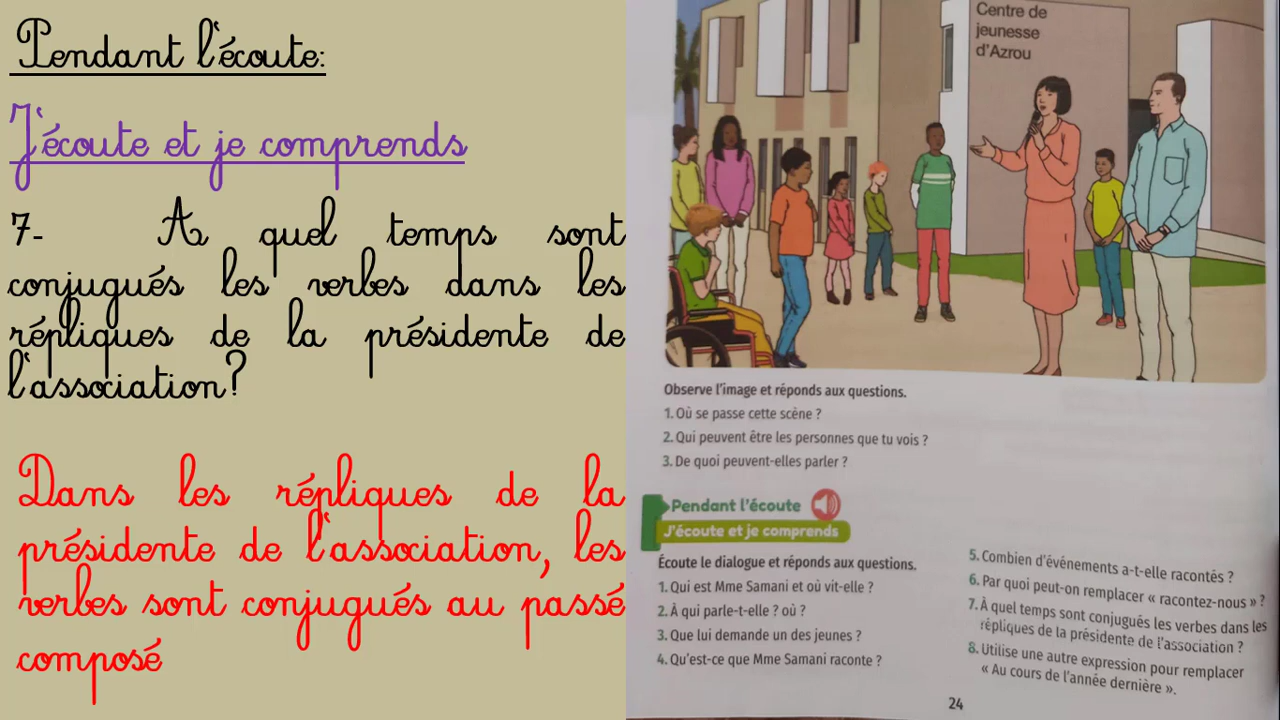 Pendant l'écoute:
J'écoute et je comprends
7- A quel temps sont
conjugués les verbes dans les
répliques de la présidente de
l'association?
Dans les répliques de la
présidente de l'association, les
verbes sont conjugués au passé
composé
Centre de
jeunesse
d'Azrou
Observe l'image et réponds aux questions.
1. Où se passe cette scène ?
2. Qui peuvent être les personnes que tu vois ?
3. De quoi peuvent-elles parler ?
Pendant l'écoute
J'écoute et je comprends
Écoute le dialogue et réponds aux questions.
1. Qui est Mme Samani et où vit-elle ?
2. À qui parle-t-elle ? où ?
3. Que lui demande un des jeunes ?
4. Qu'est-ce que Mme Samani raconte ?
5. Combien d'événements a-t-elle racontés ?
6. Par quoi peut-on remplacer « racontez-nous » ?
7. À quel temps sont conjugués les verbes dans les
répliques de la présidente de l'association ?
8. Utilise une autre expression pour remplacer
« Au cours de l'année dernière ».
24